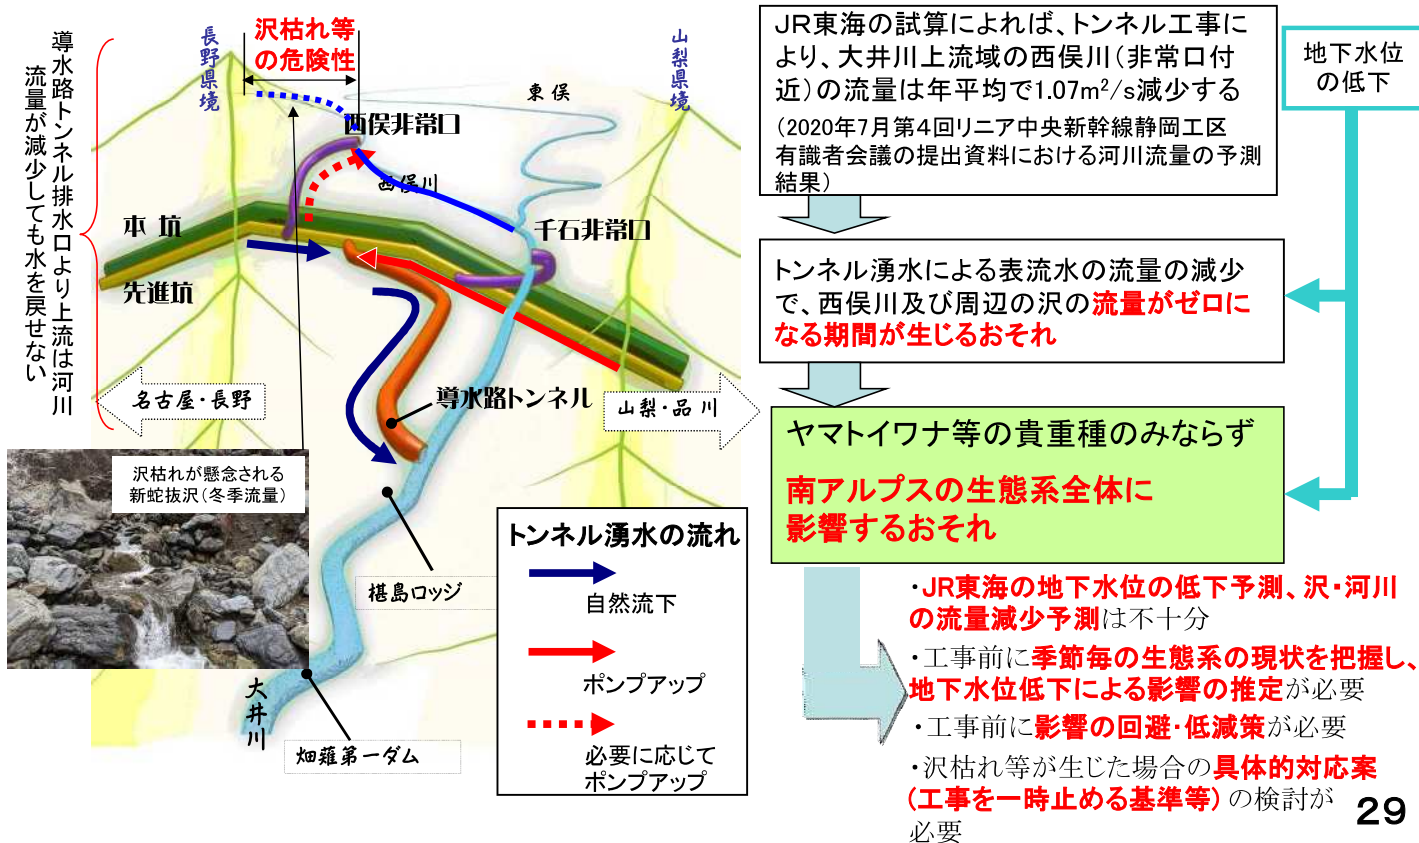 導水路トンネル排水口より上流は河川
流量が減少しても水を戻せない
沢枯れ等
の危険性
長野県境
山梨県境
東俣
西俣非常口
西俣川
本坑
先進坑
千石非常口
名古屋・長野
導水路トンネル
山梨・品川
沢枯れが懸念される
新蛇抜沢(冬季流量)
椹島ロッジ
大井川
畑薙第一ダム
トンネル湧水の流れ
自然流下
ポンプアップ
必要に応じて
ポンプアップ
JR東海の試算によれば、トンネル工事に
より、大井川上流域の西俣川(非常口付
近)の流量は年平均で1.07m²/s減少する
(2020年7月第4回リニア中央新幹線静岡工区
有識者会議の提出資料における河川流量の予測
結果)
地下水位
の低下
トンネル湧水による表流水の流量の減少
で、西俣川及び周辺の沢の流量がゼロに
なる期間が生じるおそれ
ヤマトイワナ等の貴重種のみならず
南アルプスの生態系全体に
影響するおそれ
・JR東海の地下水位の低下予測、沢・河川
の流量減少予測は不十分
・工事前に季節毎の生態系の現状を把握し、
地下水位低下による影響の推定が必要
・工事前に影響の回避・低減策が必要
・沢枯れ等が生じた場合の具体的対応案
(工事を一時止める基準等)の検討が
必要
29